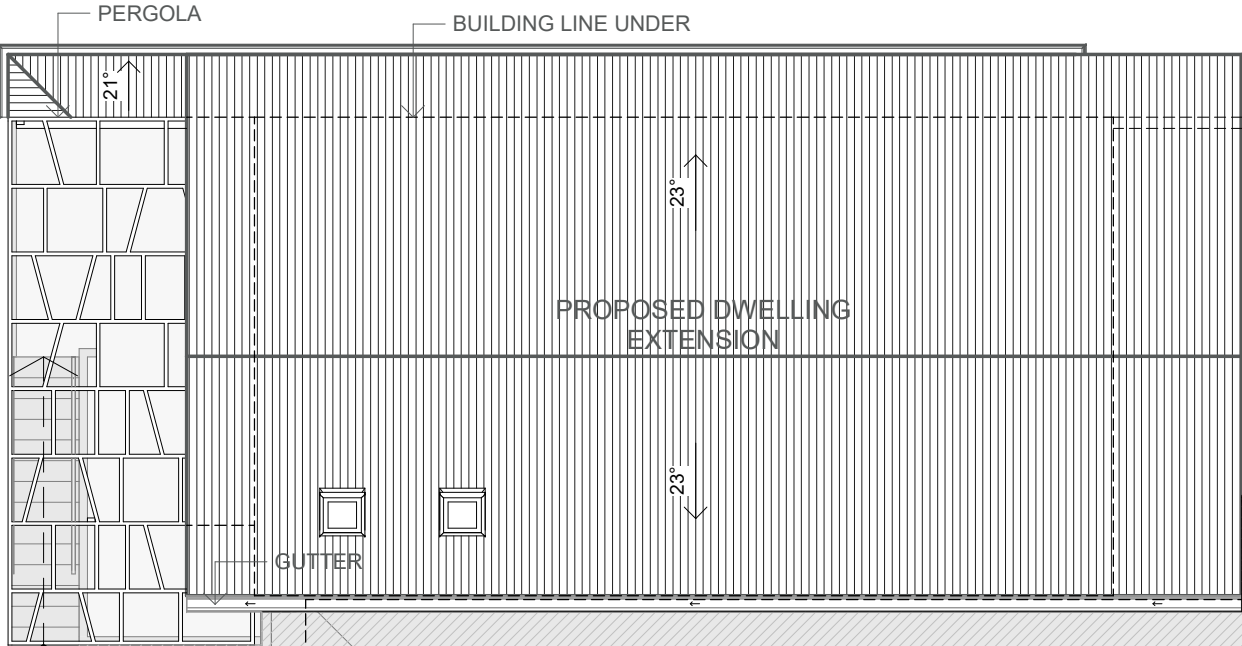 PERGOLA
BUILDING LINE UNDER
21°
23°
PROPOSED DWELLING
EXTENSION
23°
GUTTER